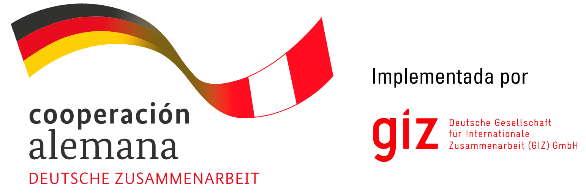 cooperación
alemana
DEUTSCHE ZUSAMMENARBEIT
Implementada por
giz
Deutsche Gesellschaft
für Internationale
Zusammenarbeit (GIZ) GmbH